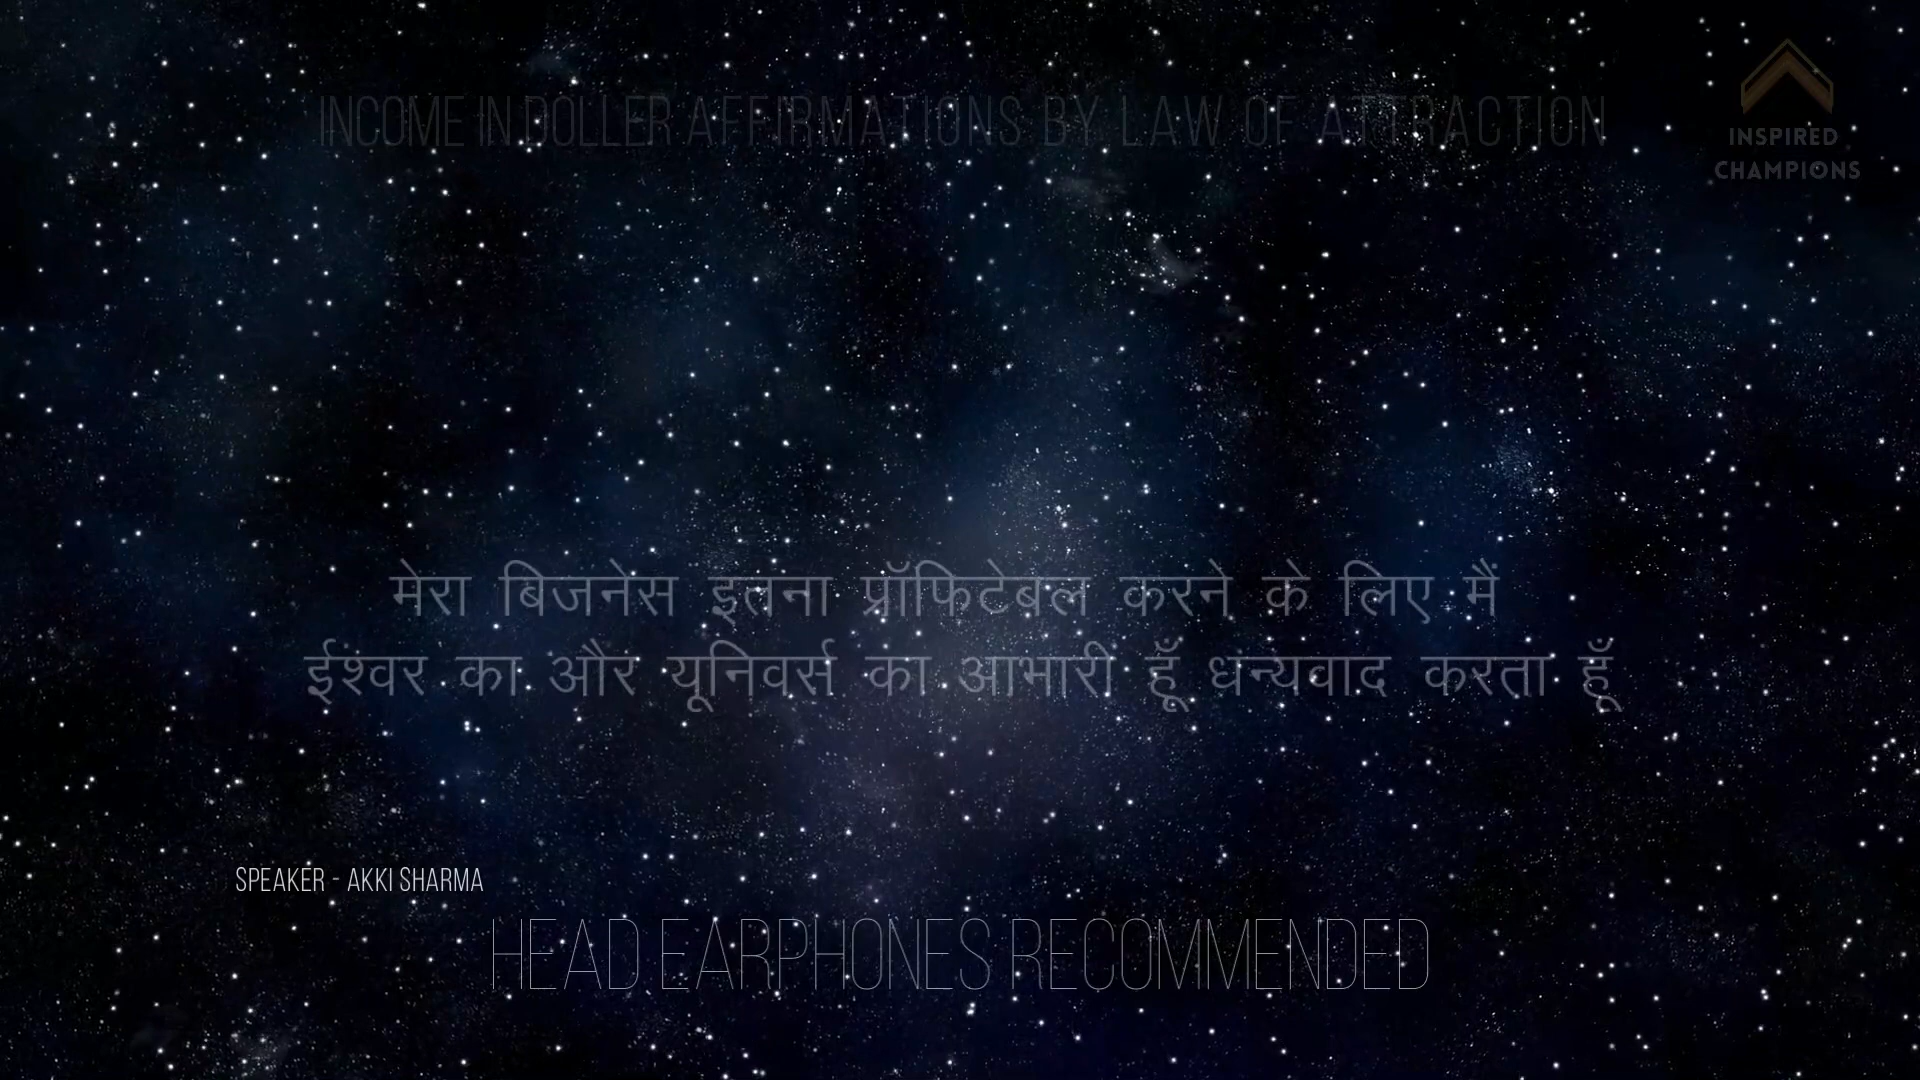 INCOME IN DOLLER AFFIRMATIONS BY LAW OF ATTRACTION
INSPIRED
CHAMPIONS
मेरा बिजनेस इतना प्रॉफिटेबल करने के लिए मैं
ईश्वर का और यूनिवर्स का आभारी हूँ धन्यवाद करता हूँ
SPEAKER - AKKI SHARMA
HEAD EARPHONES RECOMMENDED